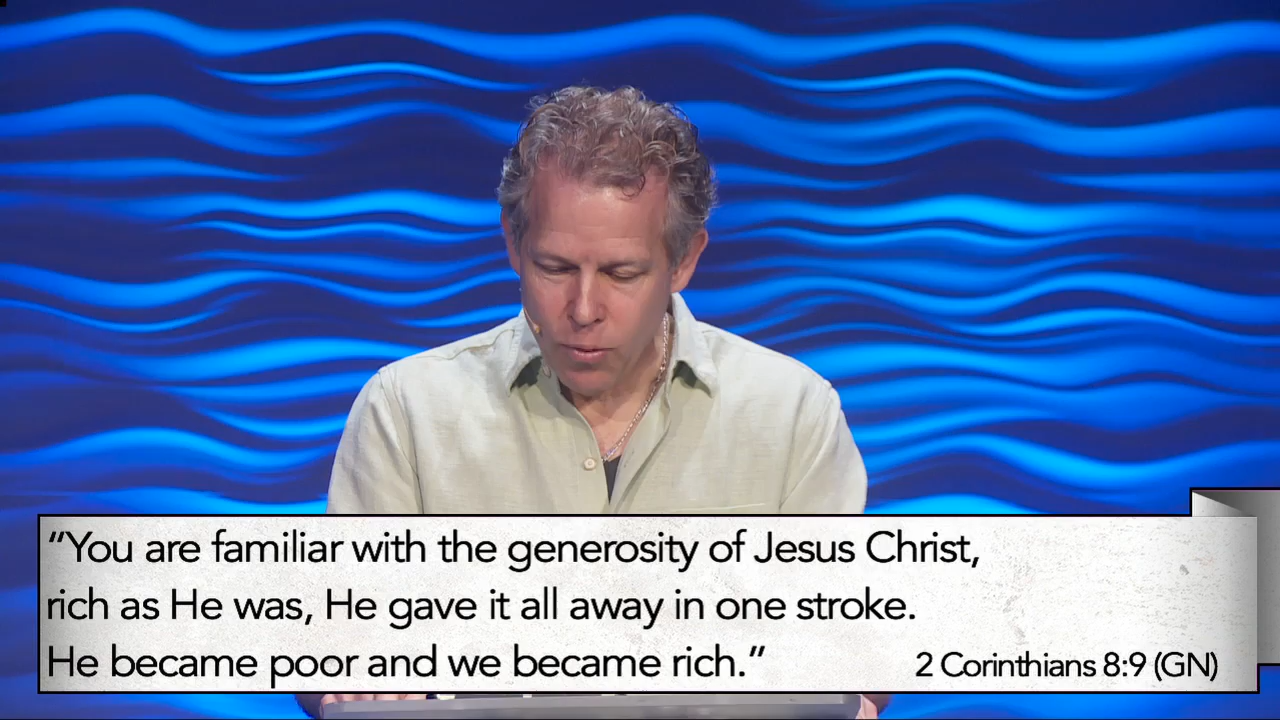 “You are familiar with the generosity of Jesus Christ,
rich as He was, He gave it all away in one stroke.
He became poor and we became rich.”
2 Corinthians 8:9 (GN)